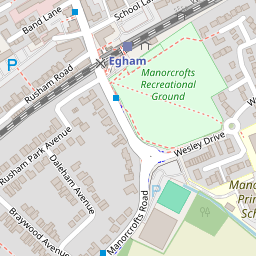 Band Lane
School La
P
Egham
Rusham Road
Manorcrofts
Recreational
Ground
Wesley Drive
Rusham Park Avenue
Daleham Avenue
Manorcrofts Road
Braywood Avenue
Mano
Prim
Sch
W